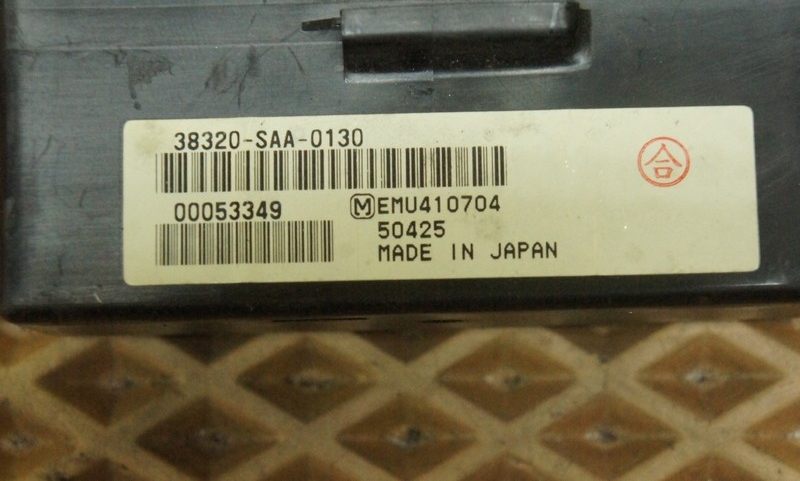 38320-SAA-0130
合
00053349 ⓂEMU410704
50425
MADE IN JAPAN